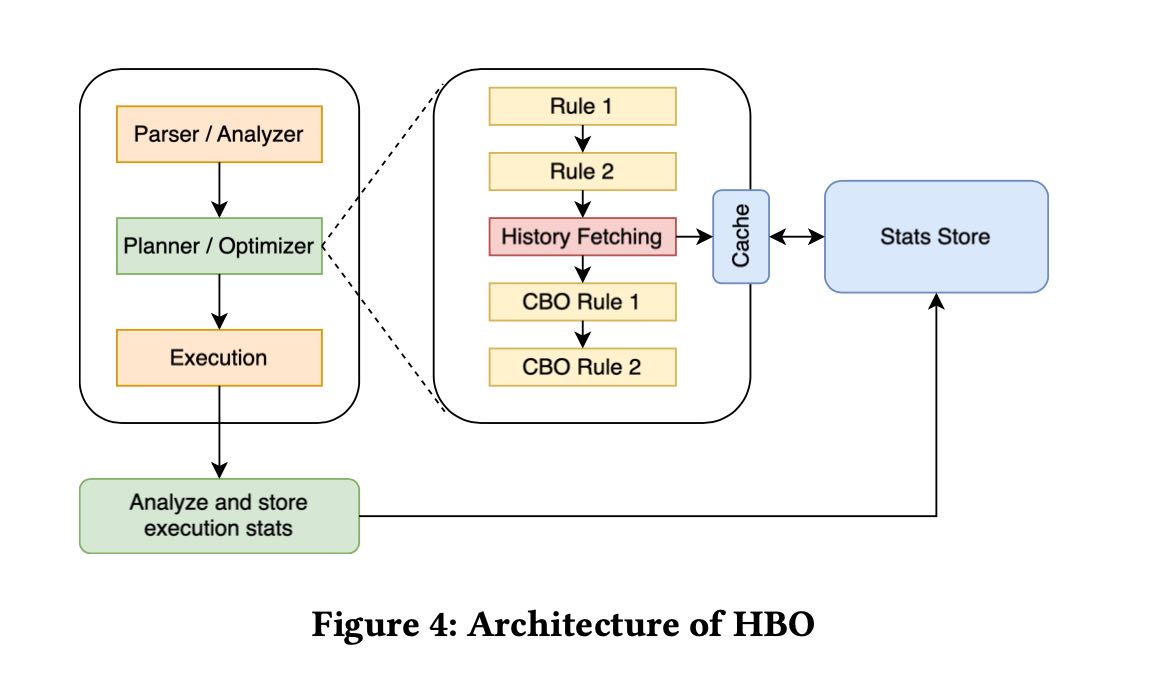 Parser / Analyzer
Planner / Optimizer
Execution
Analyze and store
execution stats
Rule 1
Rule 2
History Fetching
CBO Rule 1
CBO Rule 2
Cache
Stats Store
Figure 4: Architecture of HBO